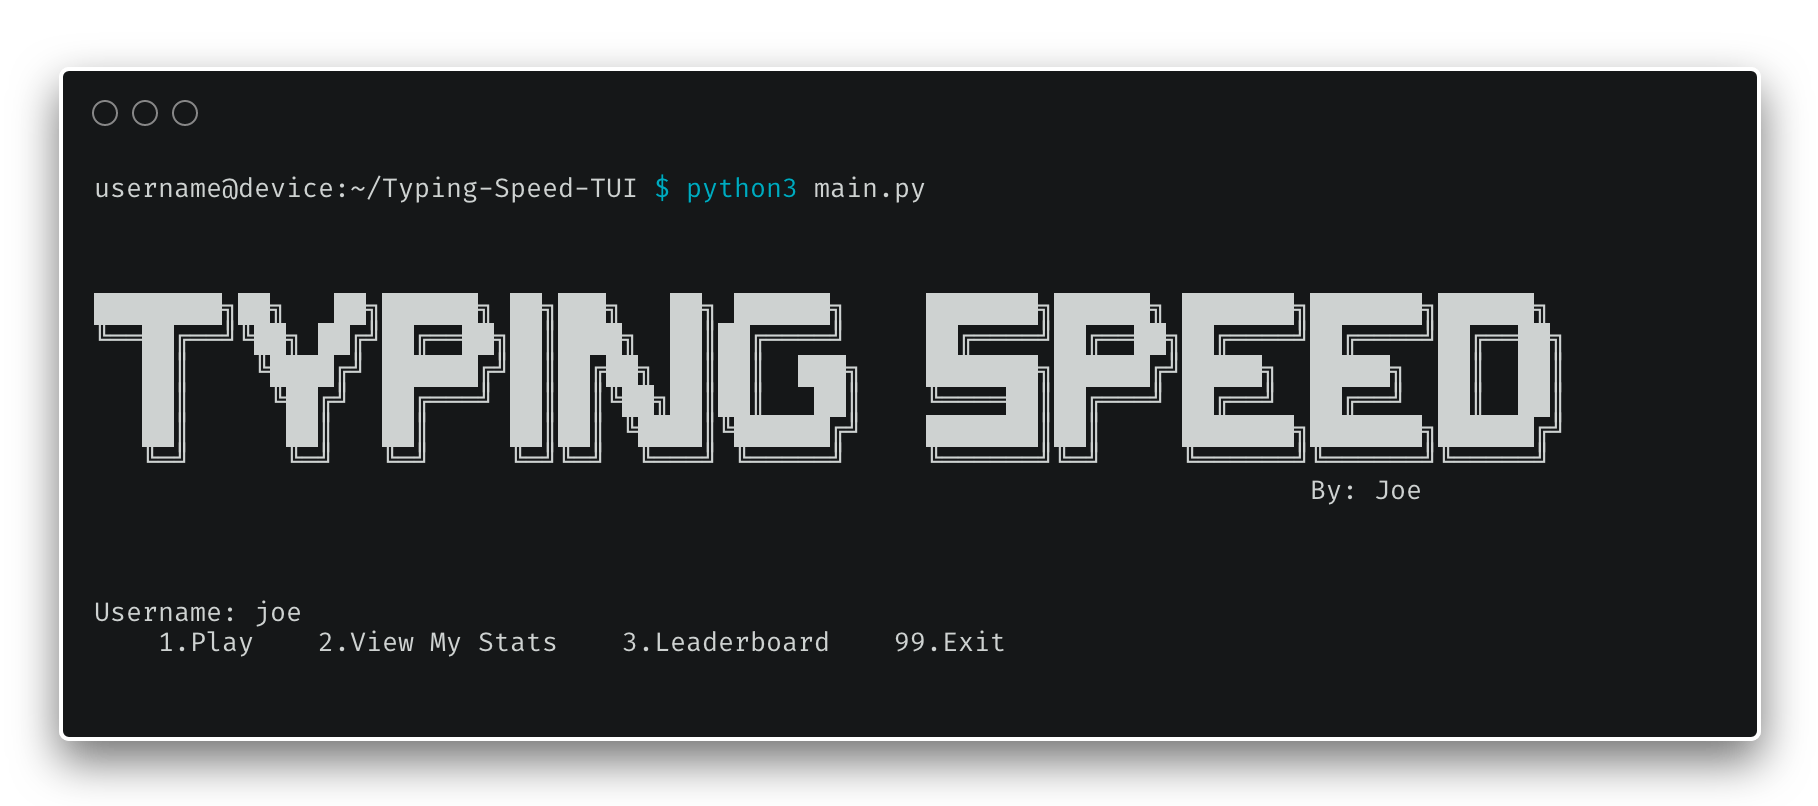 username@device:~/Typing-Speed-TUI $ python3 main.py
TYPING SPEED
By: Joe
Username: joe
1.Play    2.View My Stats    3.Leaderboard    99.Exit